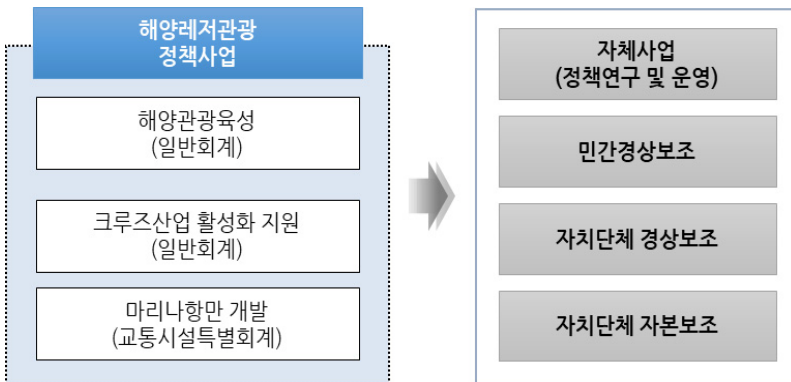 해양레저관광
정책사업
해양관광육성
(일반회계)
크루즈산업 활성화 지원
(일반회계)
마리나항만 개발
(교통시설특별회계)
자체사업
(정책연구 및 운영)
민간경상보조
자치단체 경상보조
자치단체 자본보조